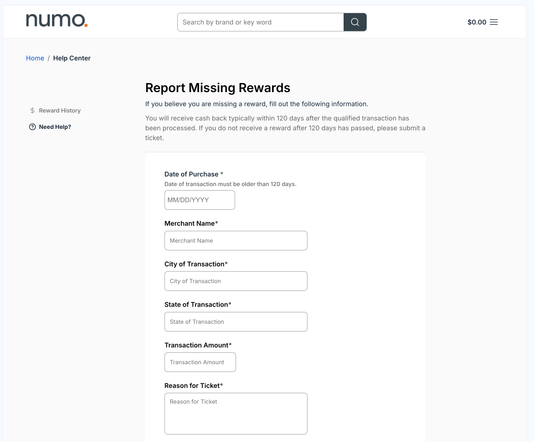 numo.
Search by brand or key word
$0.00
Home / Help Center
Report Missing Rewards
If you believe you are missing a reward, fill out the following information.
$ Reward History
You will receive cash back typically within 120 days after the qualified transaction has
Need Help?
been processed. If you do not receive a reward after 120 days has passed, please submit a
ticket.
Date of Purchase *
Date of transaction must be older than 120 days.
MM/DD/YYYY
Merchant Name*
Merchant Name
City of Transaction*
City of Transaction
State of Transaction*
State of Transaction
Transaction Amount*
Transaction Amount
Reason for Ticket*
Reason for Ticket